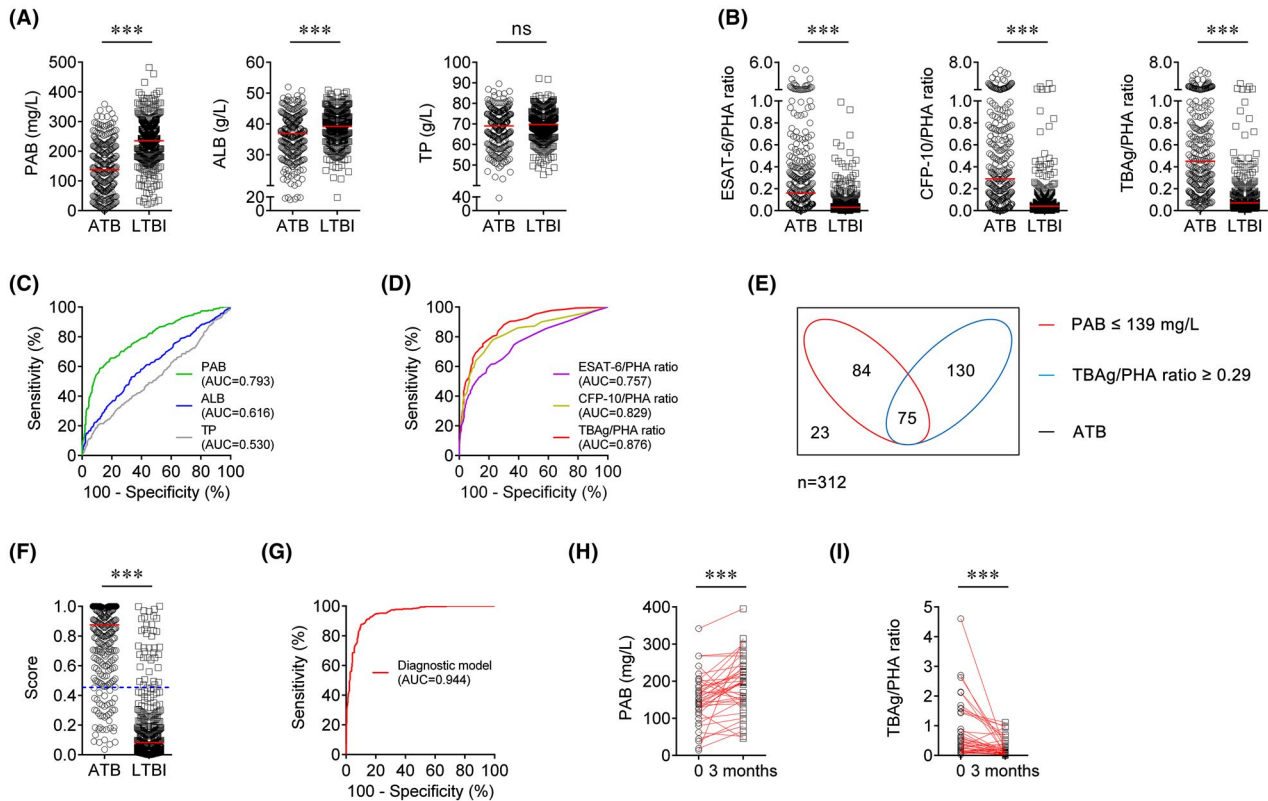 (A)
***
***
ns
PAB (mg/L)
500
400
300
200
100
0
ATB LTBI
ALB (g/L)
60
50
40
30
20
20
0
ATB LTBI
TP (g/L)
100
90
80
70
60
50
40
40
0
ATB LTBI
(B)
***
***
***
ESAT-6/PHA ratio
6.0
1.0
1.0
0.8
0.6
0.4
0.2
0.0
ATB LTBI
CFP-10/PHA ratio
8.0
1.0
1.0
0.8
0.6
0.4
0.2
0.0
ATB LTBI
TBAg/PHA ratio
8.0
1.0
1.0
0.8
0.6
0.4
0.2
0.0
ATB LTBI
(C)
Sensitivity (%)
100
80
60
40
20
0
PAB
(AUC=0.793)
ALB
(AUC=0.616)
TP
(AUC=0.530)
0 20 40 60 80 100
100 - Specificity (%)
(D)
Sensitivity (%)
100
80
60
40
20
0
ESAT-6/PHA ratio
(AUC=0.757)
CFP-10/PHA ratio
(AUC=0.829)
TBAg/PHA ratio
(AUC=0.876)
0 20 40 60 80 100
100 - Specificity (%)
(E)
84
130
75
23
n=312
PAB ≤ 139 mg/L
TBAg/PHA ratio ≥ 0.29
ATB
(F)
***
Score
1.0
0.8
0.6
0.4
0.2
0.0
ATB LTBI
(G)
Sensitivity (%)
100
80
60
40
20
0
Diagnostic model
(AUC=0.944)
0 20 40 60 80 100
100 - Specificity (%)
(H)
***
PAB (mg/L)
400
300
200
100
0
0 3 months
(I)
***
TBAg/PHA ratio
5
4
3
2
1
0
0 3 months